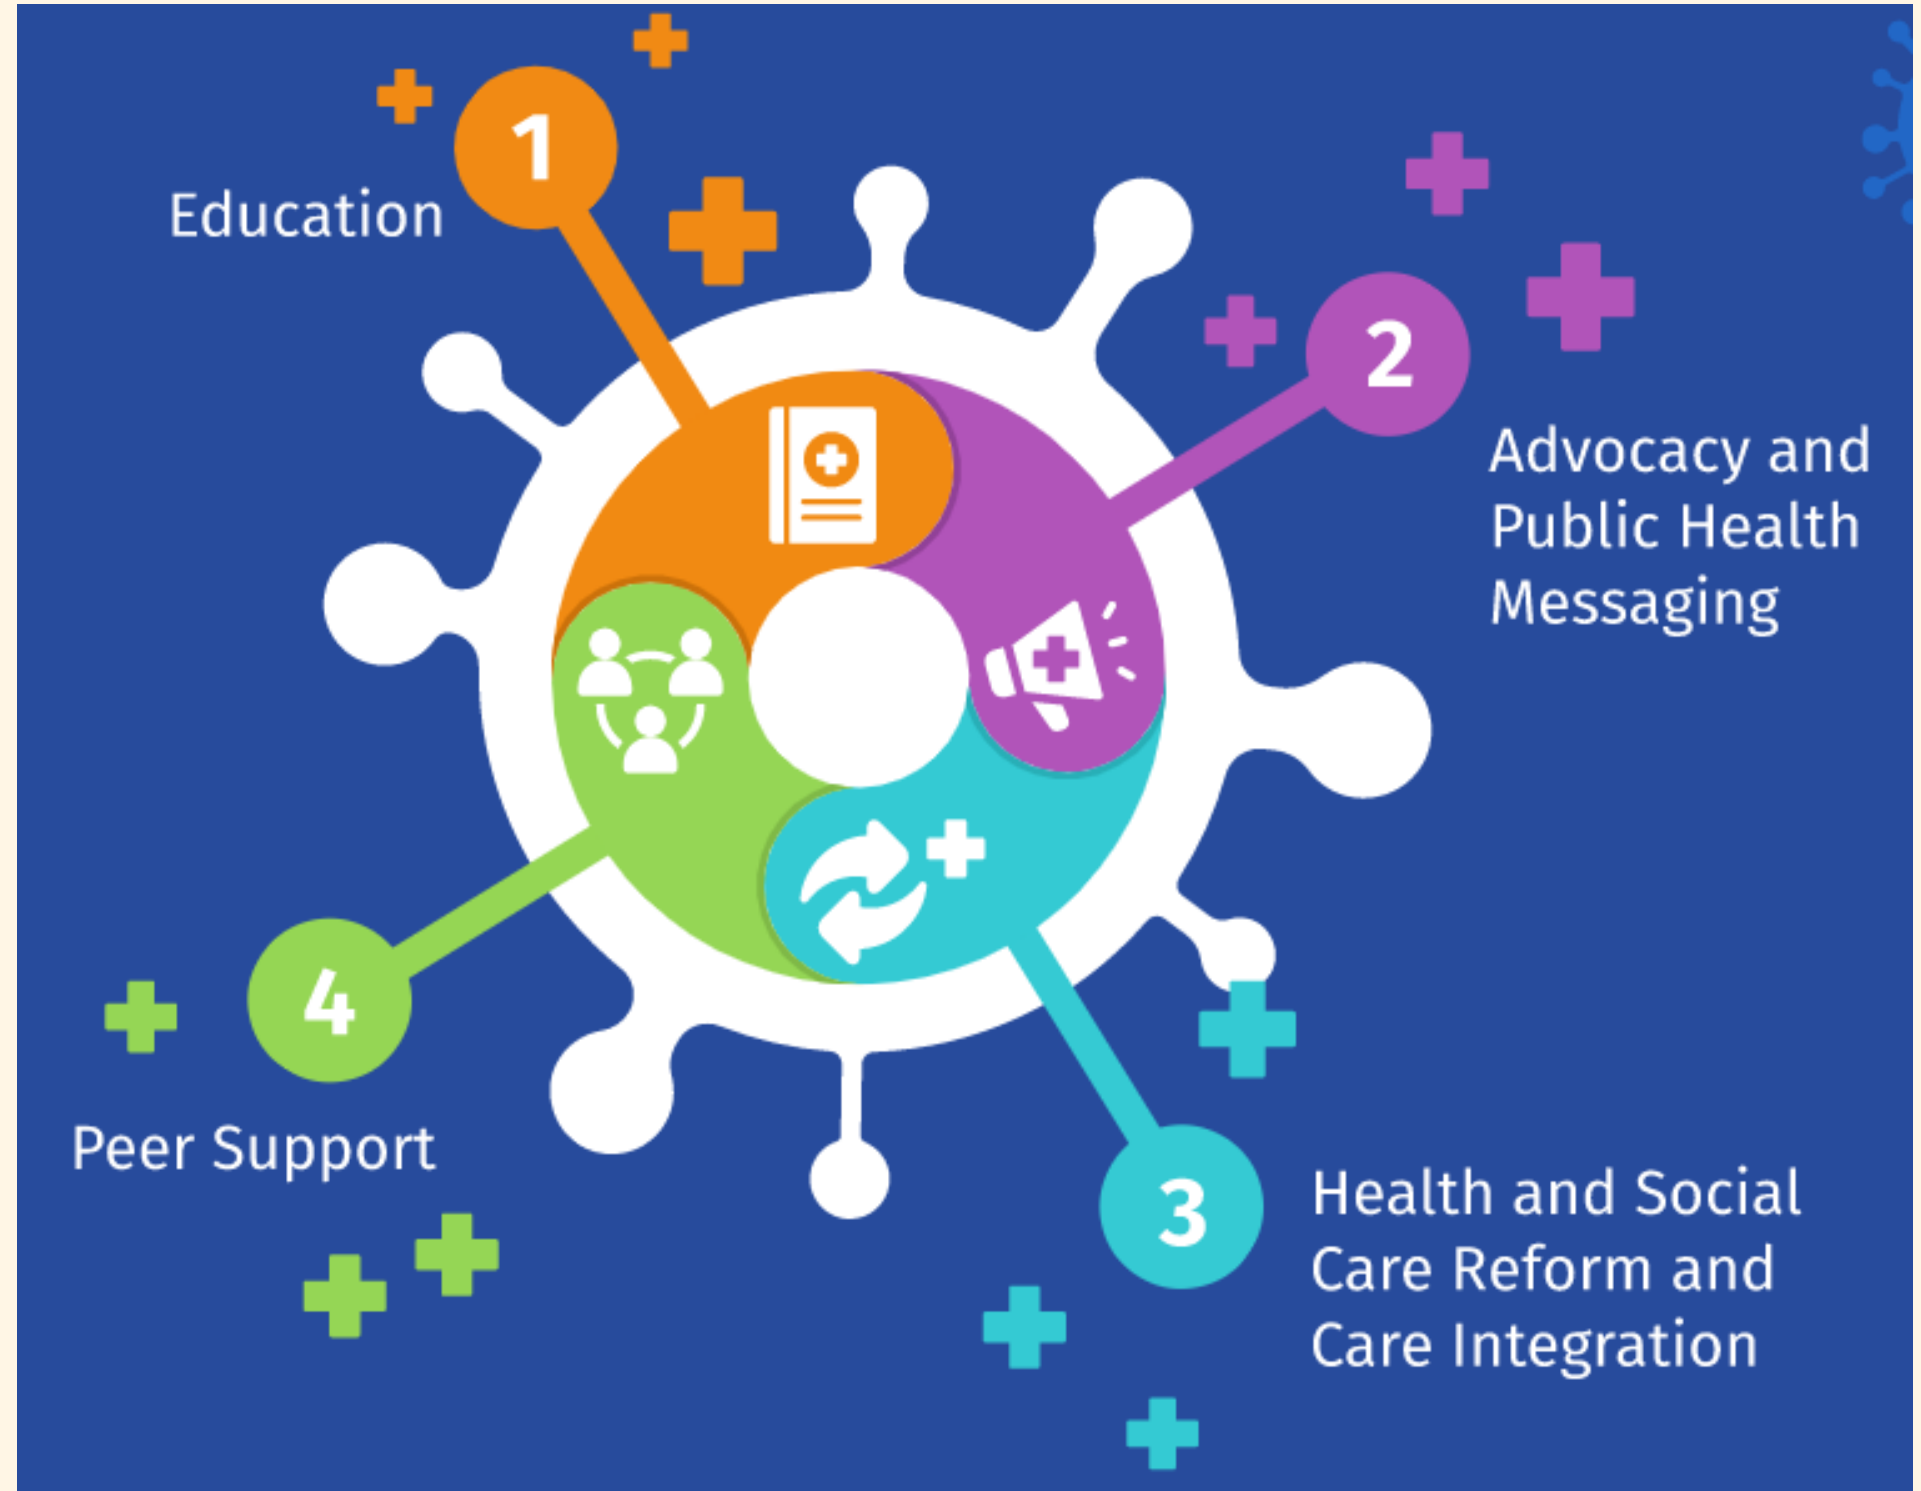 1
Education
2
Advocacy and
Public Health
Messaging
3
Health and Social
Care Reform and
Care Integration
4
Peer Support